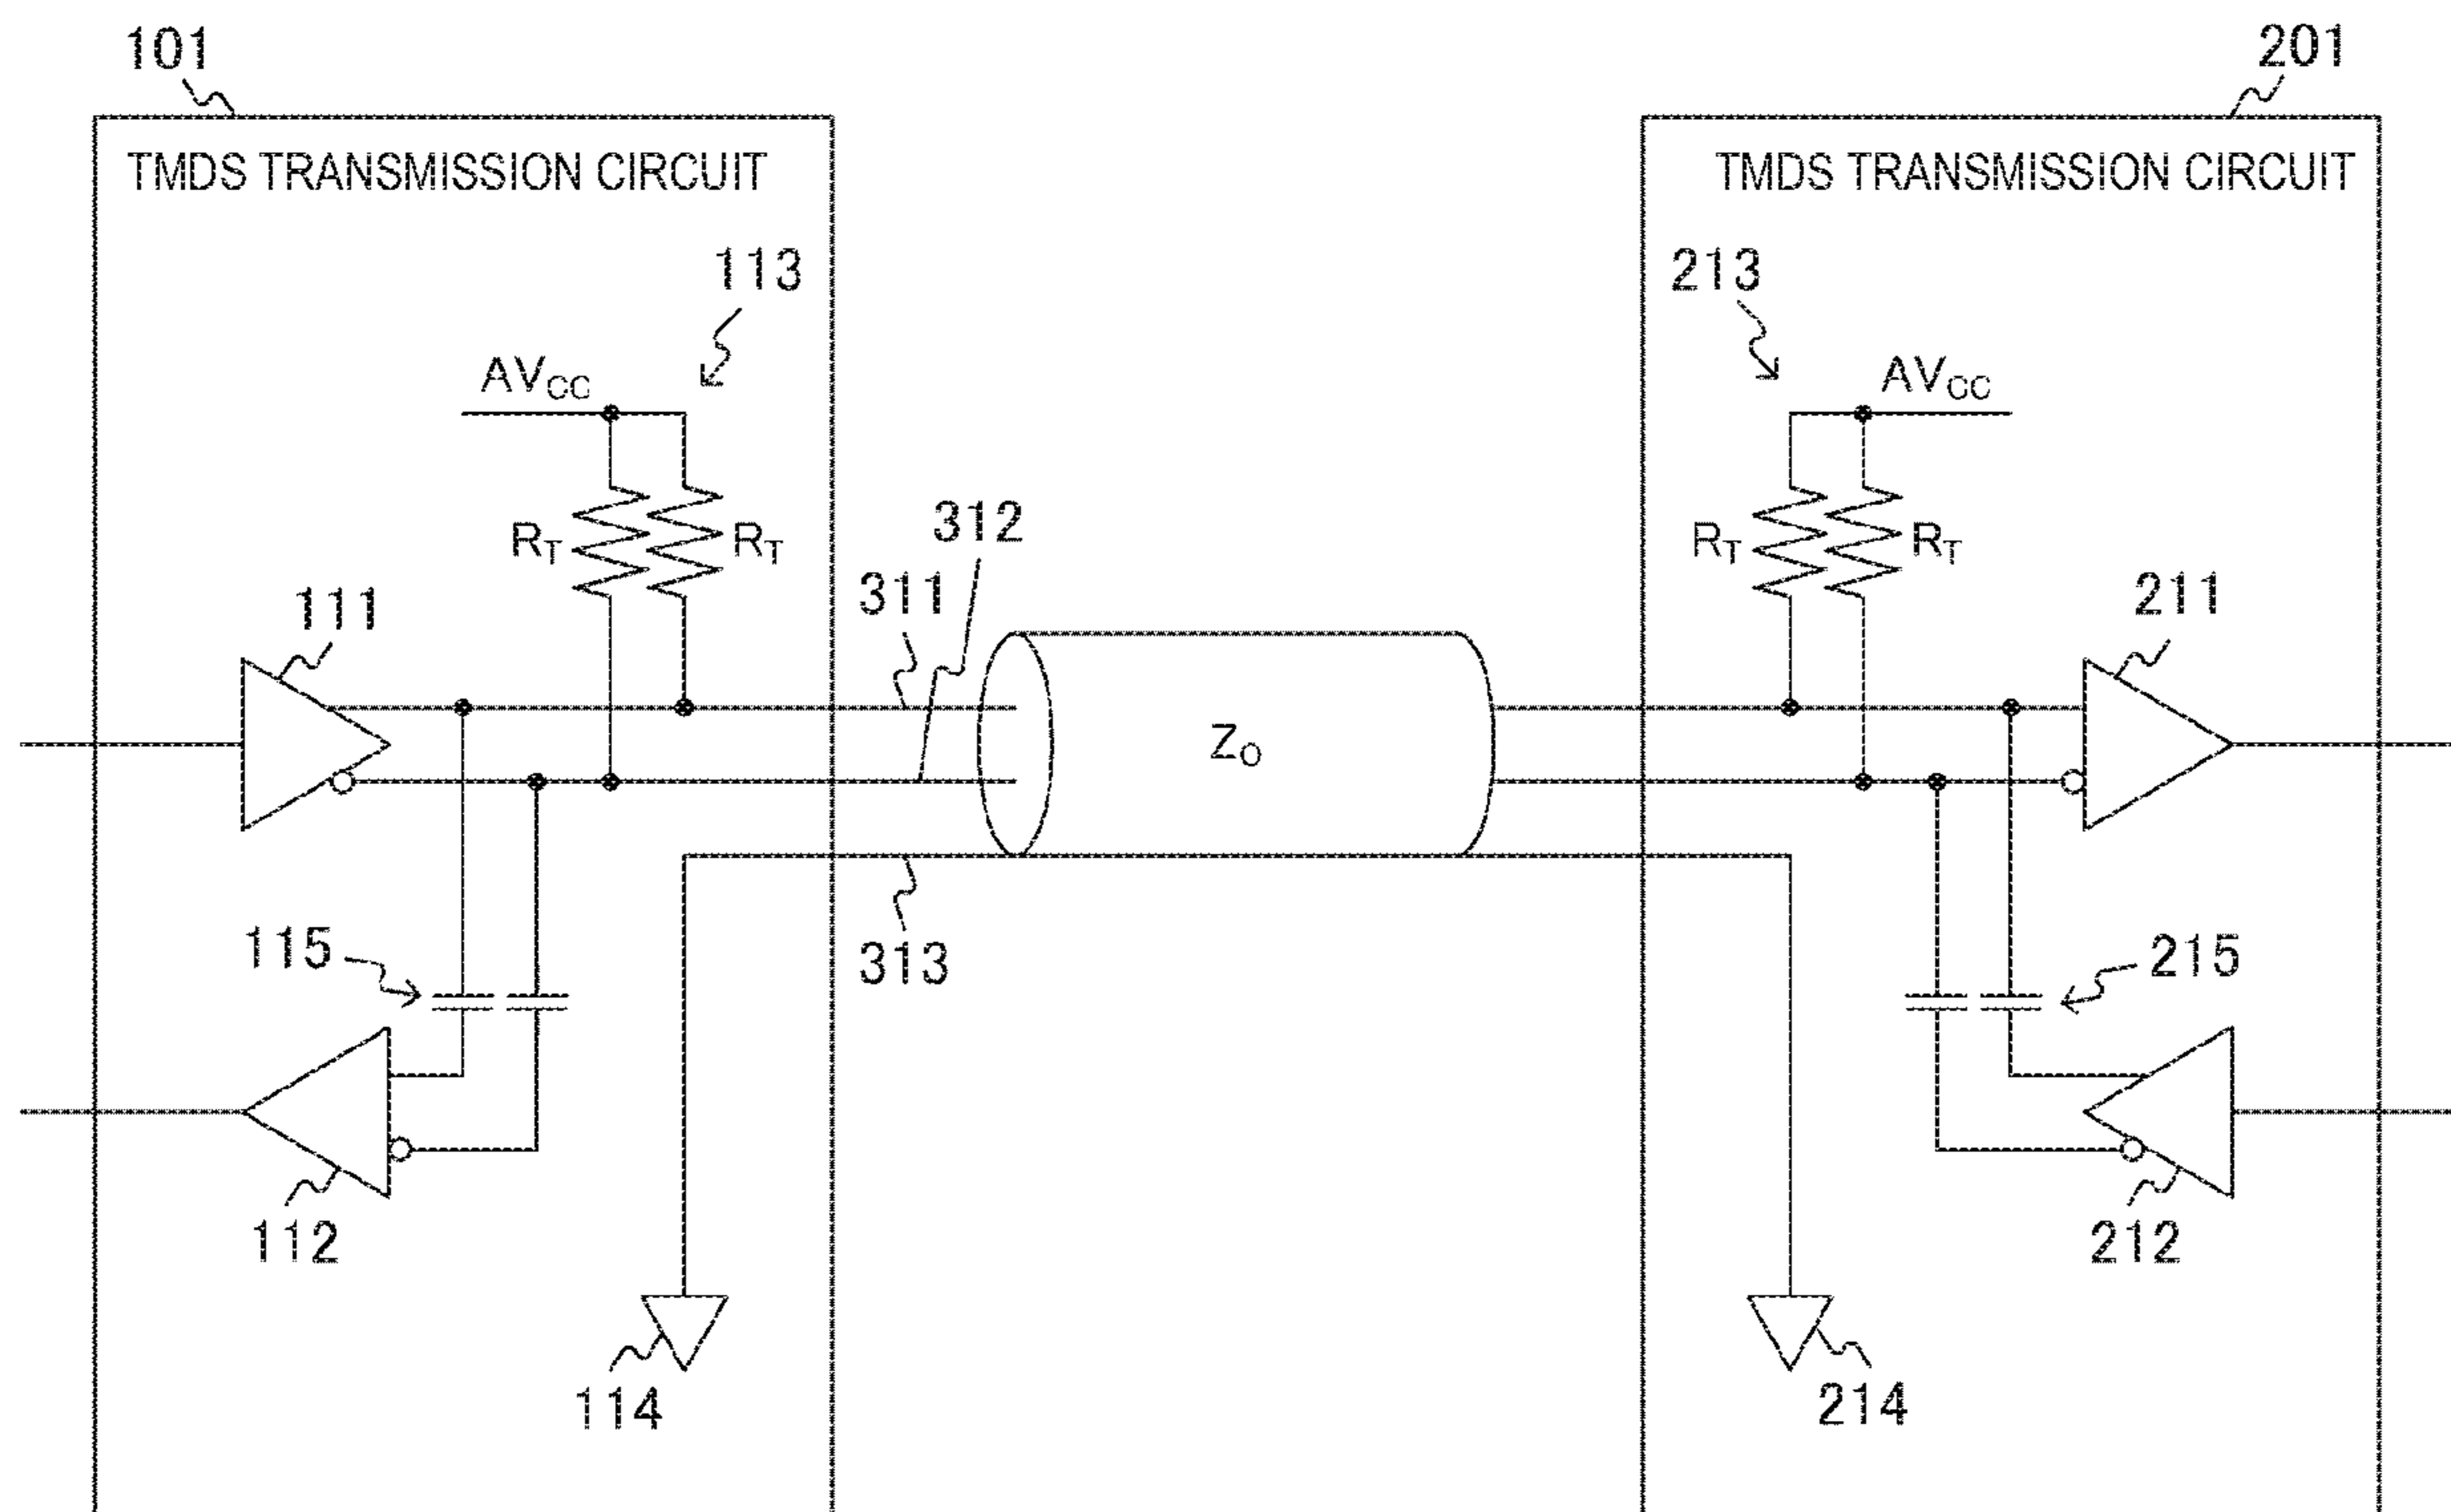 101
201
TMDS TRANSMISSION CIRCUIT
TMDS TRANSMISSION CIRCUIT
113
213
AVCC
AVCC
312
RT
RT
RT
RT
311
111
211
ZO
115
313
215
112
212
114
214